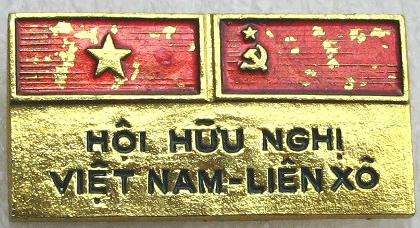 HỘI HỮU NGHỊ
VIỆT NAM-LIÊN XÔ